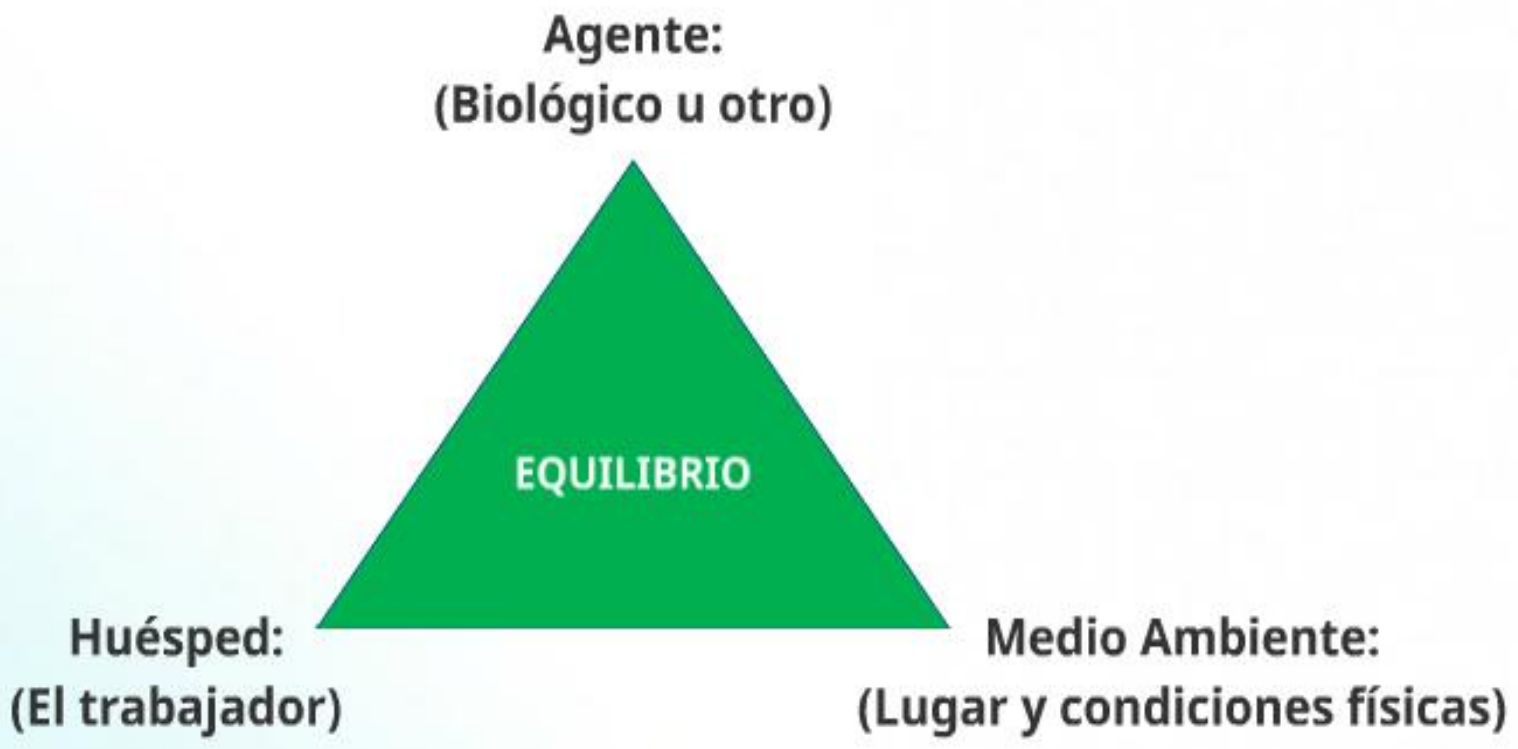 Agente:
(Biológico u otro)
EQUILIBRIO
Huésped:
(El trabajador)
Medio Ambiente:
(Lugar y condiciones físicas)